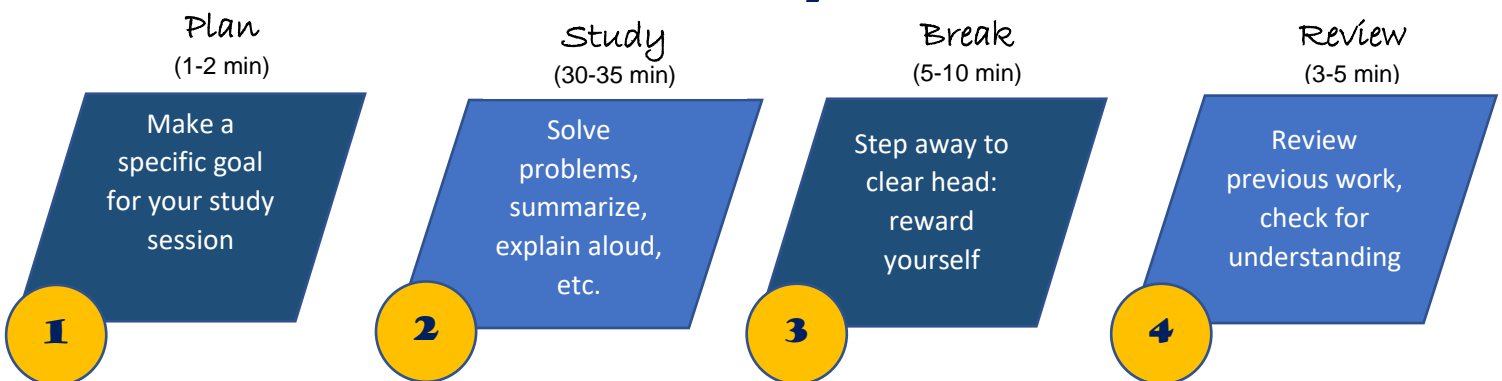 Plan
(1-2 min)
Make a
specific goal
for your study
session
1
Study
(30-35 min)
Solve
problems,
summarize,
explain aloud,
etc.
2
Break
(5-10 min)
Step away to
clear head:
reward
yourself
3
Review
(3-5 min)
Review
previous work,
check for
understanding
4